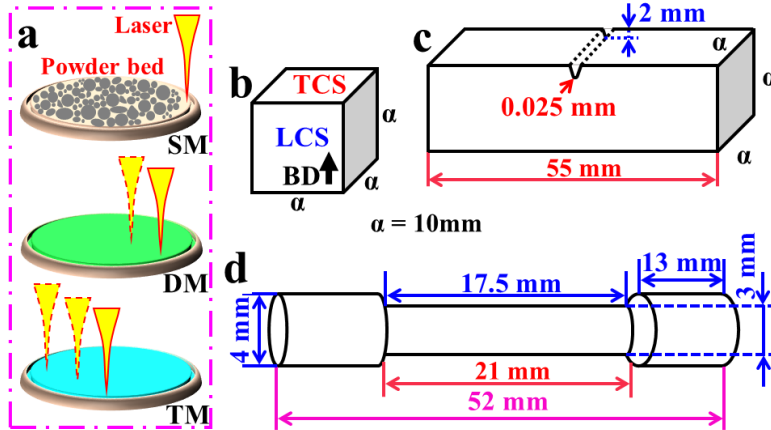 a
Laser
Powder bed
SM
DM
TM
b
TCS
LCS
BD
α
α
α
α = 10mm
c
2 mm
0.025 mm
α
α
α
55 mm
d
17.5 mm
13 mm
4 mm
3 mm
21 mm
52 mm